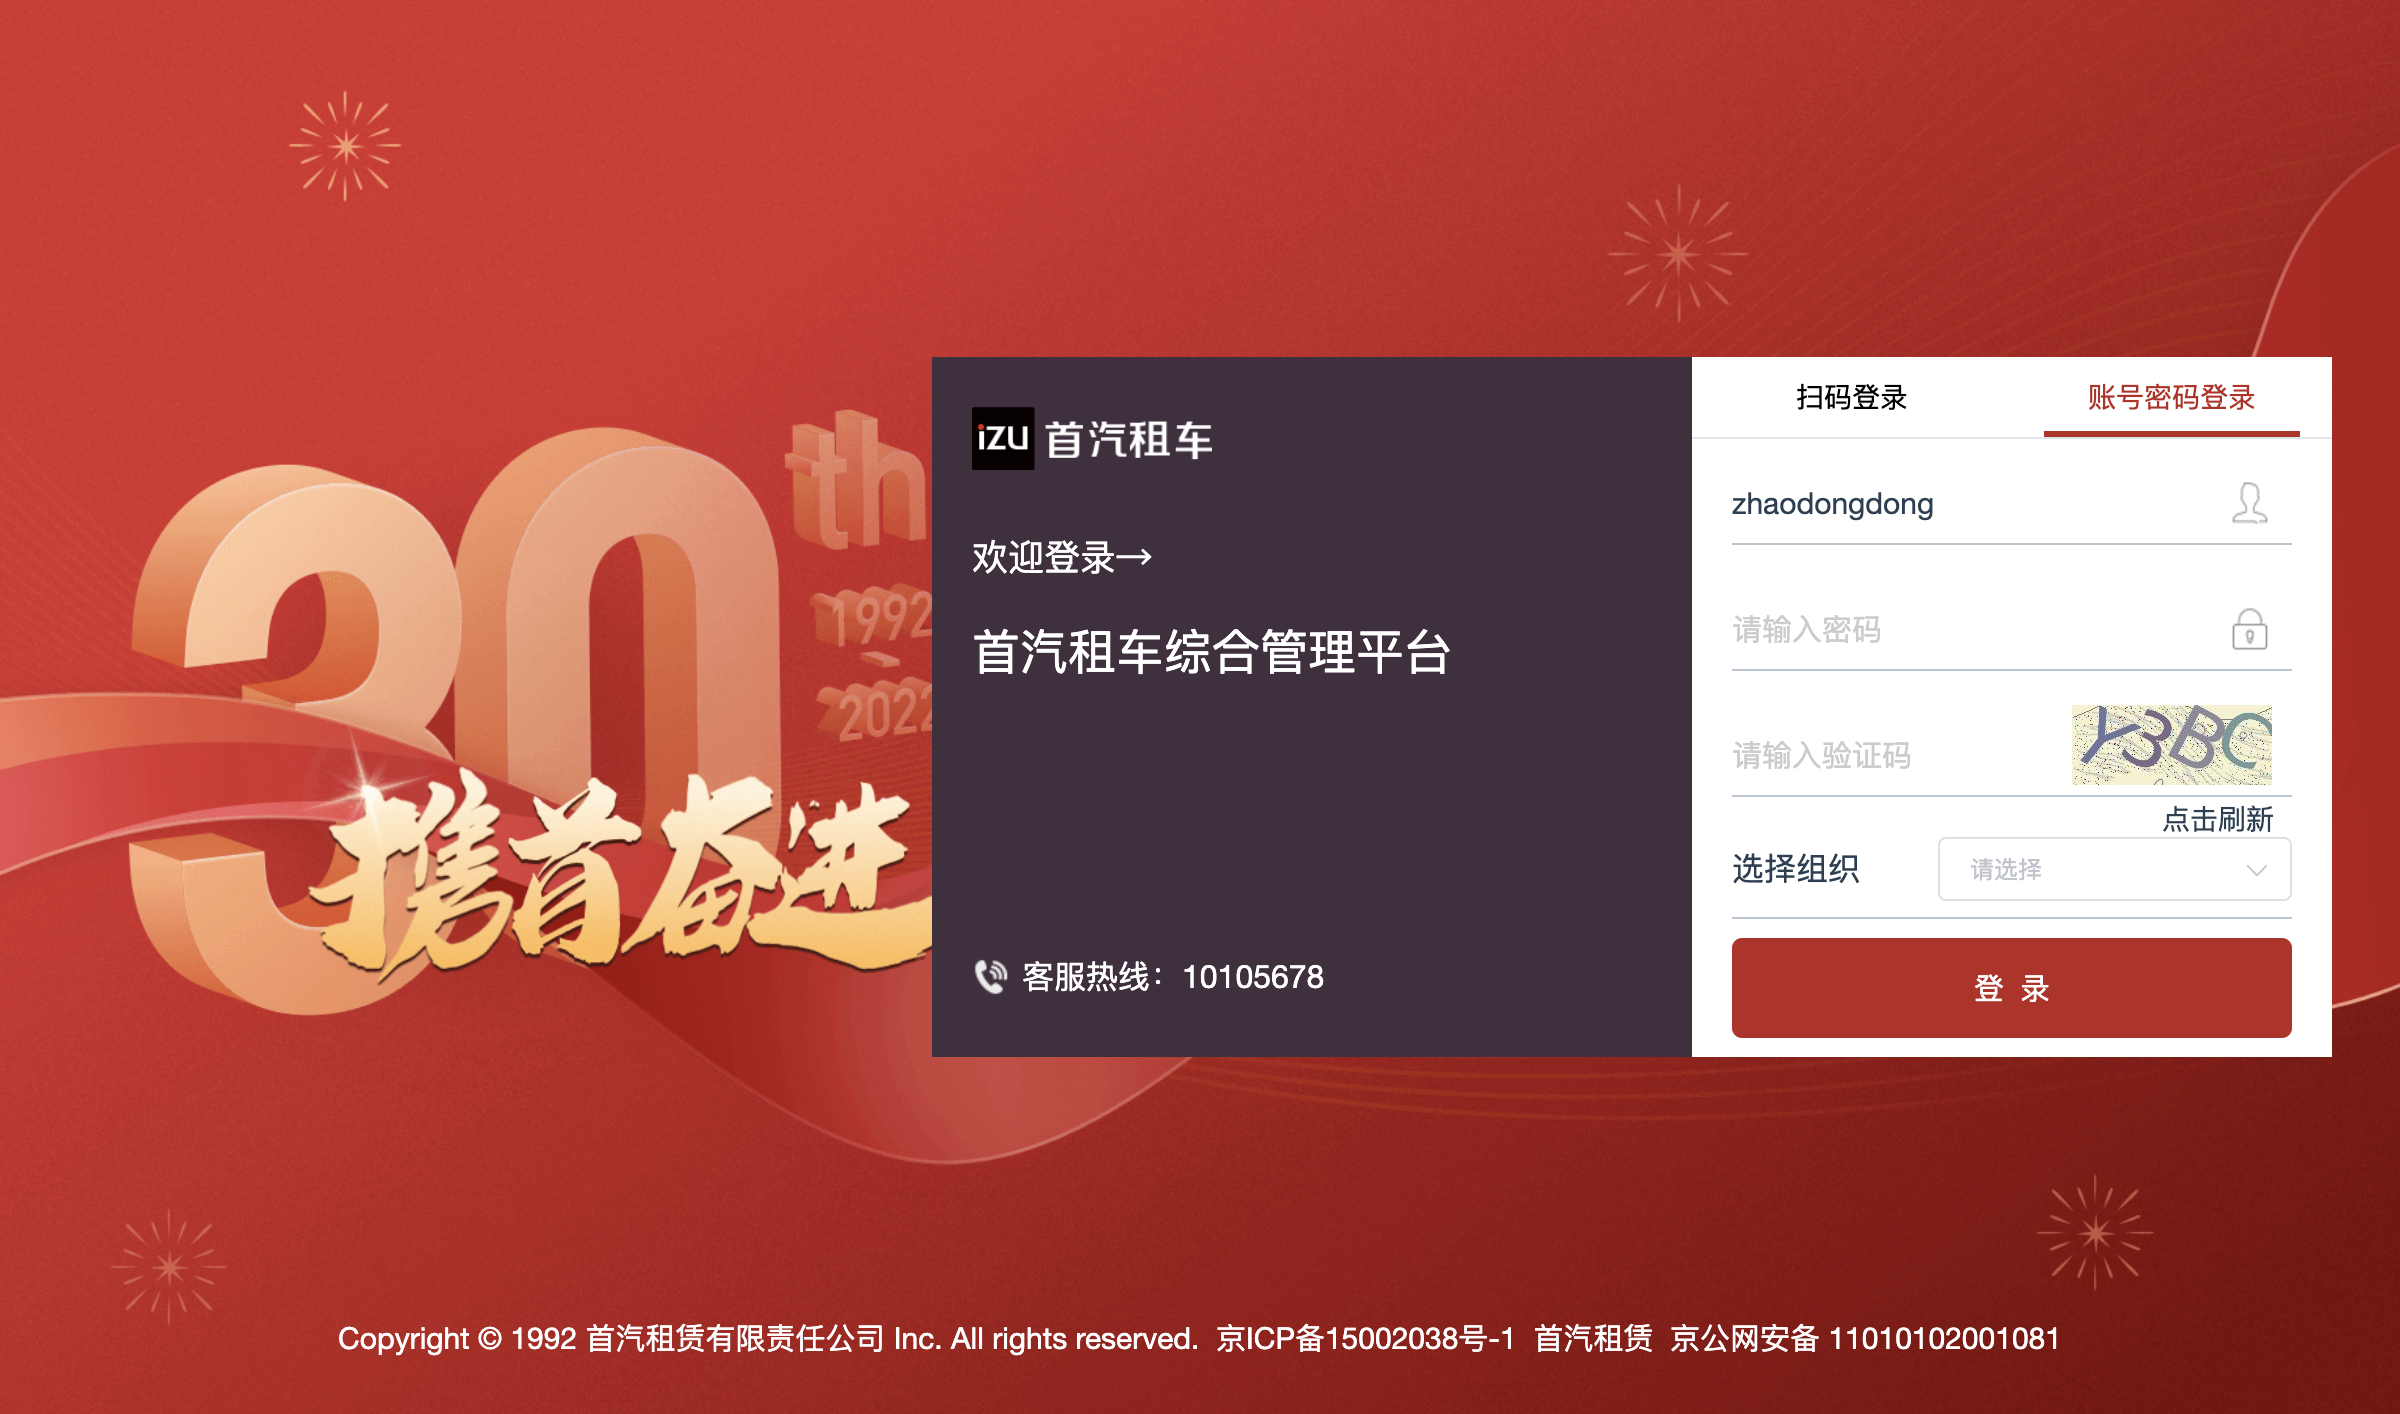 30th
1992
-
2022
携首奋进
iZU 首汽租车
欢迎登录→
首汽租车综合管理平台
客服热线：10105678
扫码登录 账号密码登录
zhaodongdong
请输入密码
请输入验证码 Y3BC
点击刷新
选择组织 请选择
登 录
Copyright © 1992 首汽租赁有限责任公司 Inc. All rights reserved. 京ICP备15002038号-1 首汽租赁 京公网安备 11010102001081